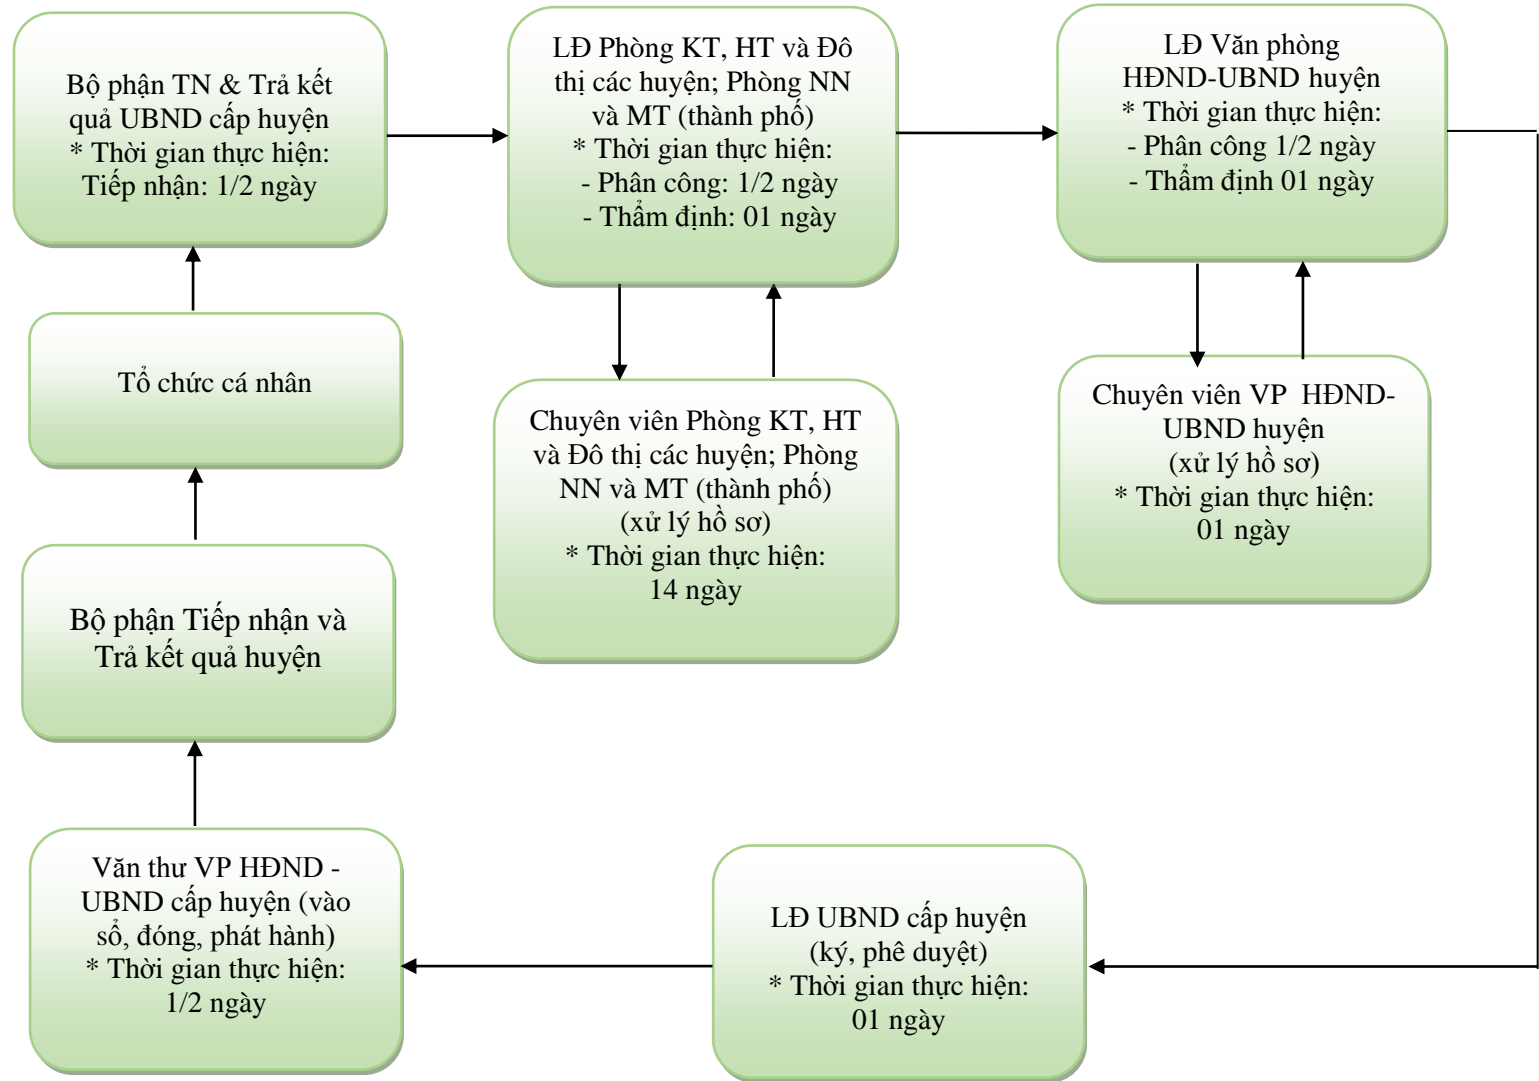 Bộ phận TN & Trả kết
quả UBND cấp huyện
* Thời gian thực hiện:
Tiếp nhận: 1/2 ngày
LĐ Phòng KT, HT và Đô
thị các huyện; Phòng NN
và MT (thành phố)
* Thời gian thực hiện:
- Phân công: 1/2 ngày
- Thẩm định: 01 ngày
LĐ Văn phòng
HĐND-UBND huyện
* Thời gian thực hiện:
- Phân công 1/2 ngày
- Thẩm định 01 ngày
Tổ chức cá nhân
Chuyên viên Phòng KT, HT
và Đô thị các huyện; Phòng
NN và MT (thành phố)
(xử lý hồ sơ)
* Thời gian thực hiện:
14 ngày
Chuyên viên VP HĐND-
UBND huyện
(xử lý hồ sơ)
* Thời gian thực hiện:
01 ngày
Bộ phận Tiếp nhận và
Trả kết quả huyện
Văn thư VP HĐND -
UBND cấp huyện (vào
sổ, đóng, phát hành)
* Thời gian thực hiện:
1/2 ngày
LĐ UBND cấp huyện
(ký, phê duyệt)
* Thời gian thực hiện:
01 ngày